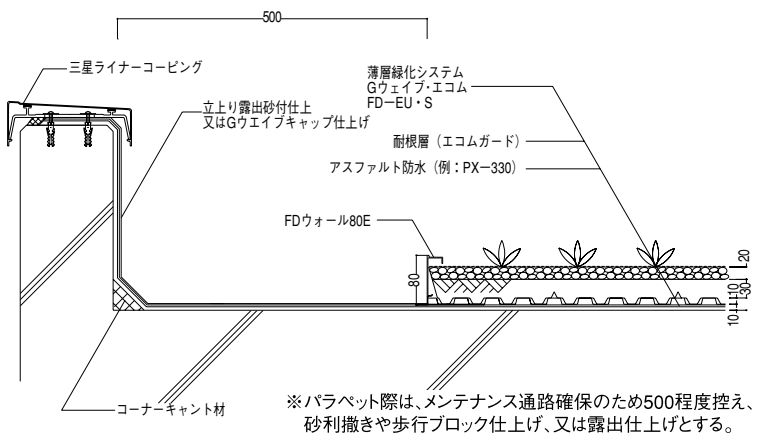 500
三星ライナーコーピング
薄層緑化システム
Gウェイブ・エコム
FD−EU・S
立上り露出砂付仕上
又はGウエイブキャップ仕上げ
耐根層（エコムガード）
アスファルト防水（例：PX−330）
FDウォール80E
80
20
30
10
10
コーナーキャント材
※パラペット際は、メンテナンス通路確保のため500程度控え、
砂利撒きや歩行ブロック仕上げ、又は露出仕上げとする。